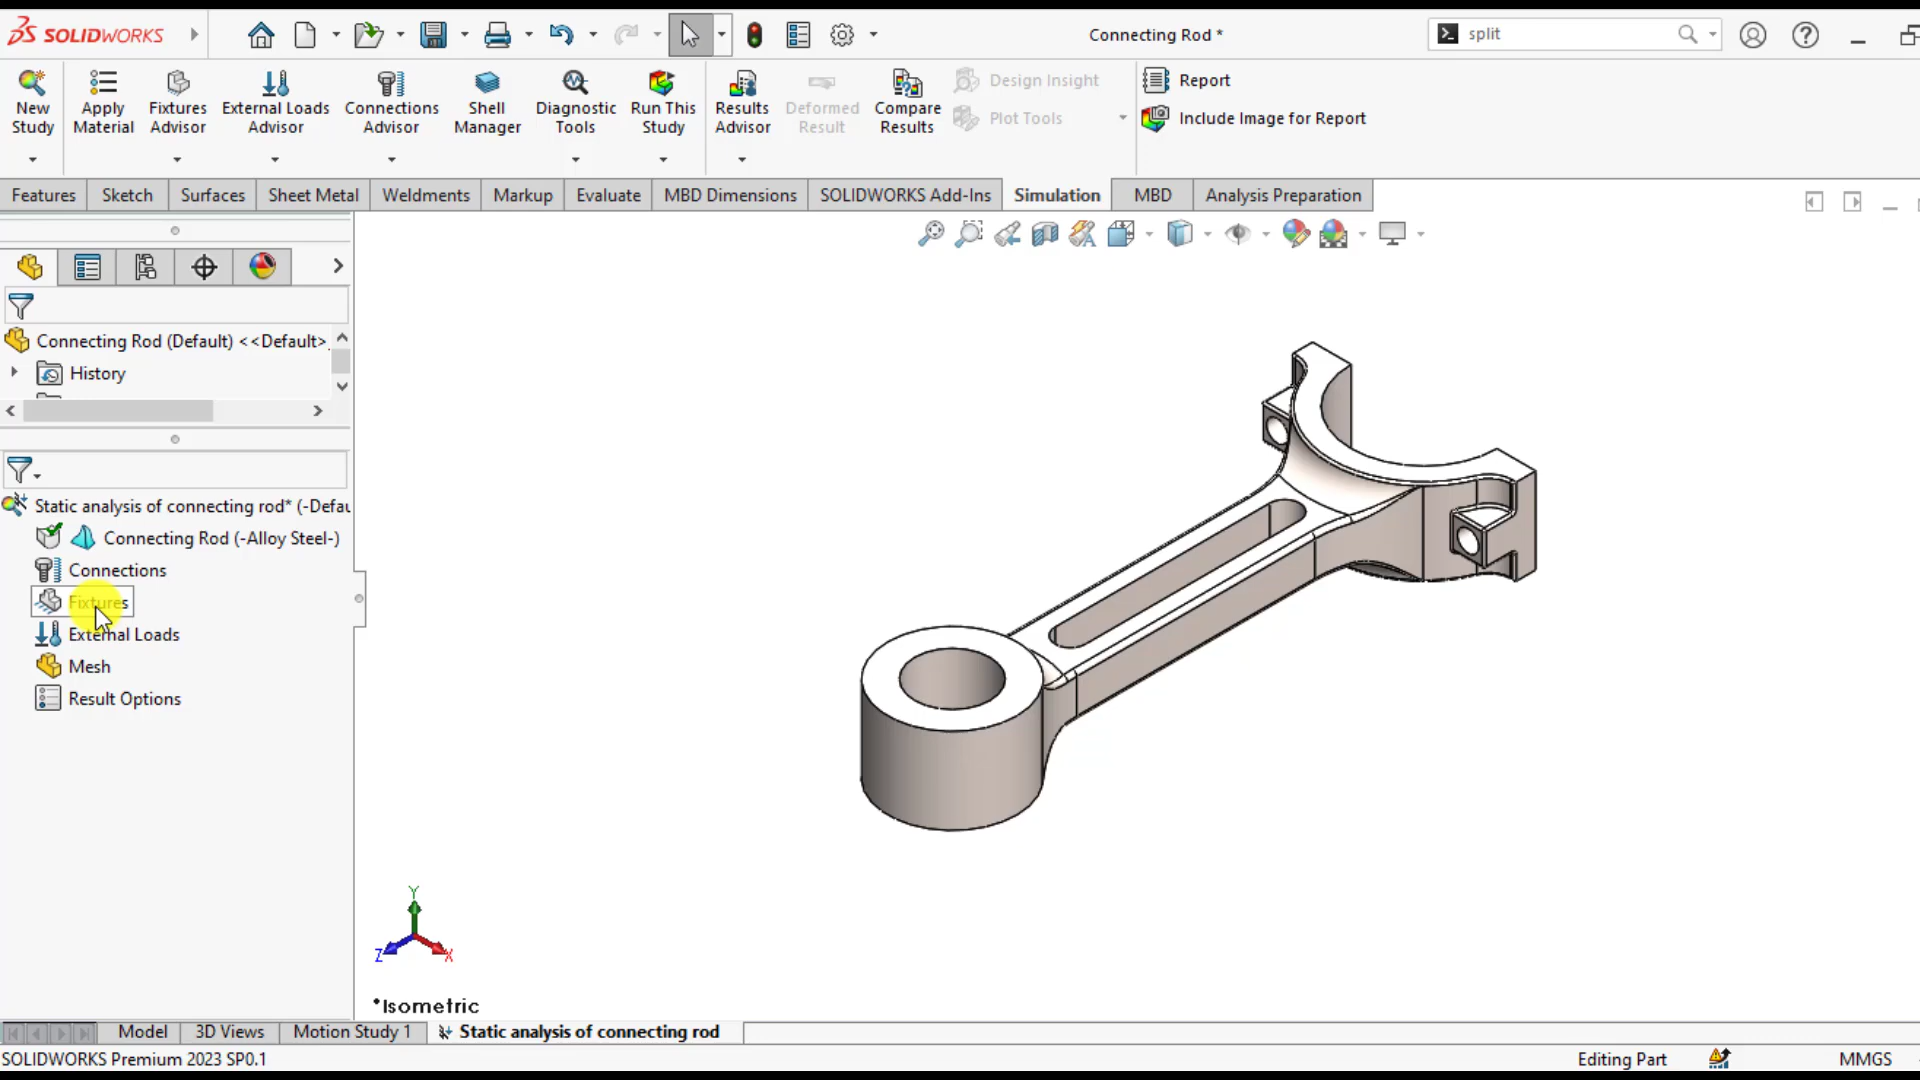 SOLIDWORKS
Connecting Rod *
split
New Study
Apply Material
Fixtures Advisor
External Loads Advisor
Connections Advisor
Shell Manager
Diagnostic Tools
Run This Study
Results Advisor
Deformed Result
Compare Results
Design Insight
Plot Tools
Report
Include Image for Report
Features
Sketch
Surfaces
Sheet Metal
Weldments
Markup
Evaluate
MBD Dimensions
SOLIDWORKS Add-Ins
Simulation
MBD
Analysis Preparation
Connecting Rod (Default) <<Default>_
History
Static analysis of connecting rod* (-Defau
Connecting Rod (-Alloy Steel-)
Connections
Fixtures
External Loads
Mesh
Result Options
Y
Z
X
*Isometric
Model
3D Views
Motion Study 1
Static analysis of connecting rod
SOLIDWORKS Premium 2023 SP0.1
Editing Part
MMGS